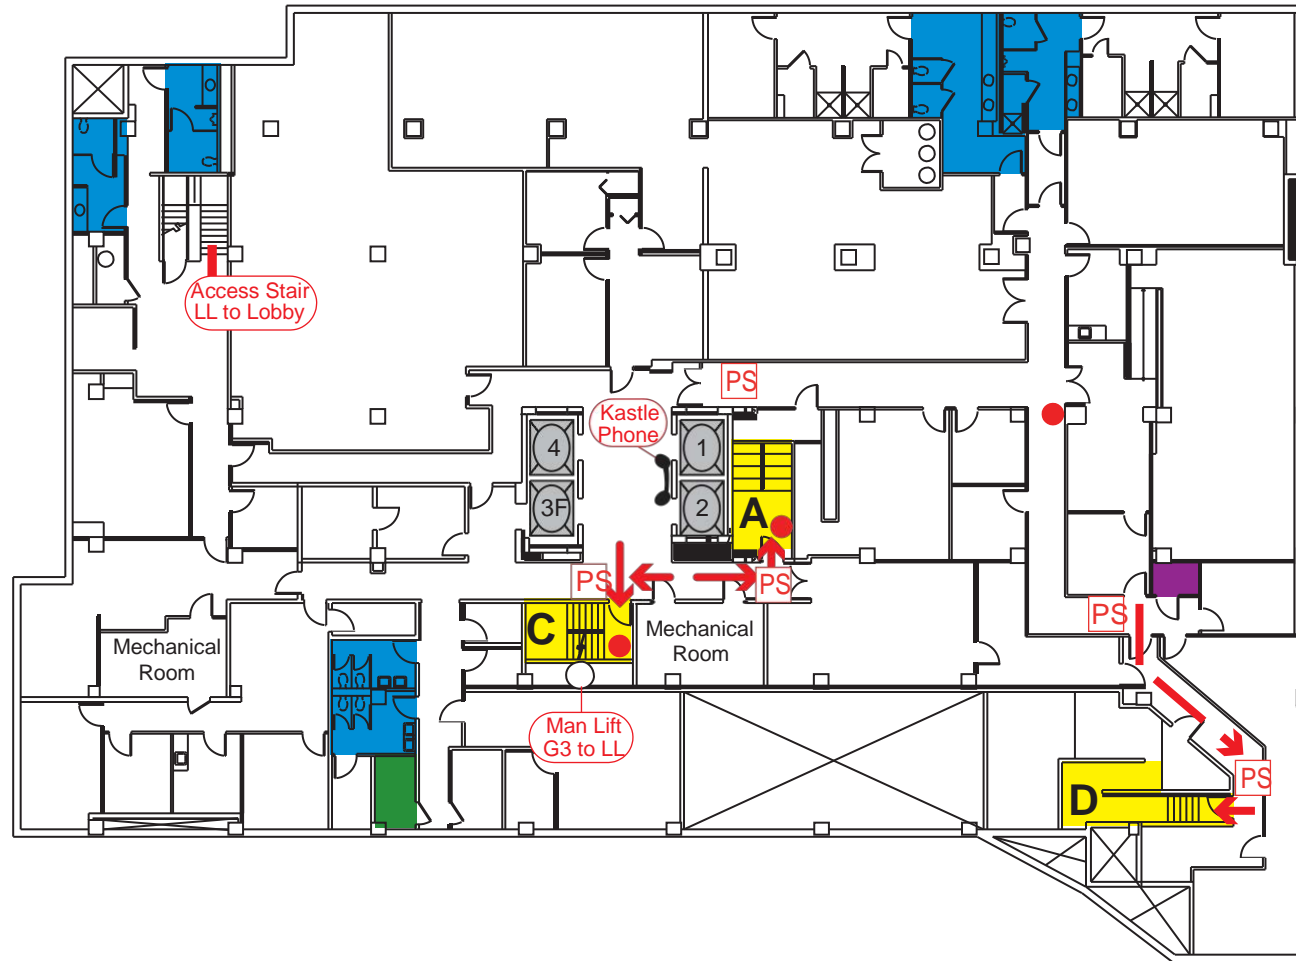 Access Stair
LL to Lobby
PS
Kastle
Phone
4
1
3F
2
A
PS
PS
PS
C
Mechanical
Room
Mechanical
Room
Man Lift
G3 to LL
PS
D